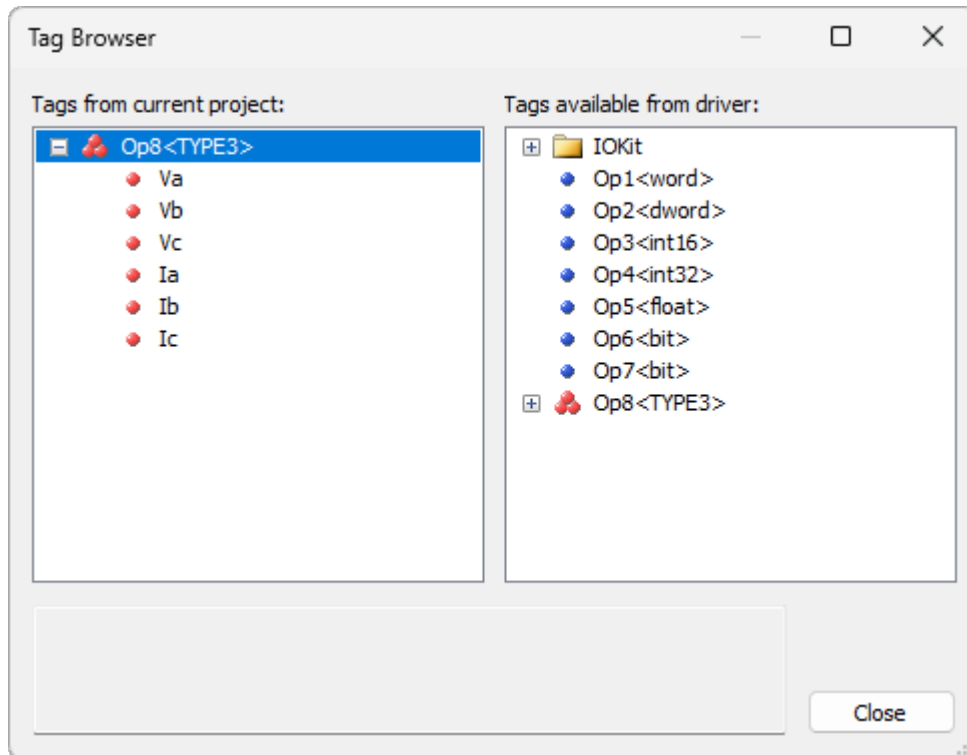 Tag Browser
Tags from current project:
Op8<TYPE3>
Va
Vb
Vc
Ia
Ib
Ic
Tags available from driver:
IOKit
Op1<word>
Op2<dword>
Op3<int16>
Op4<int32>
Op5<float>
Op6<bit>
Op7<bit>
Op8<TYPE3>
Close